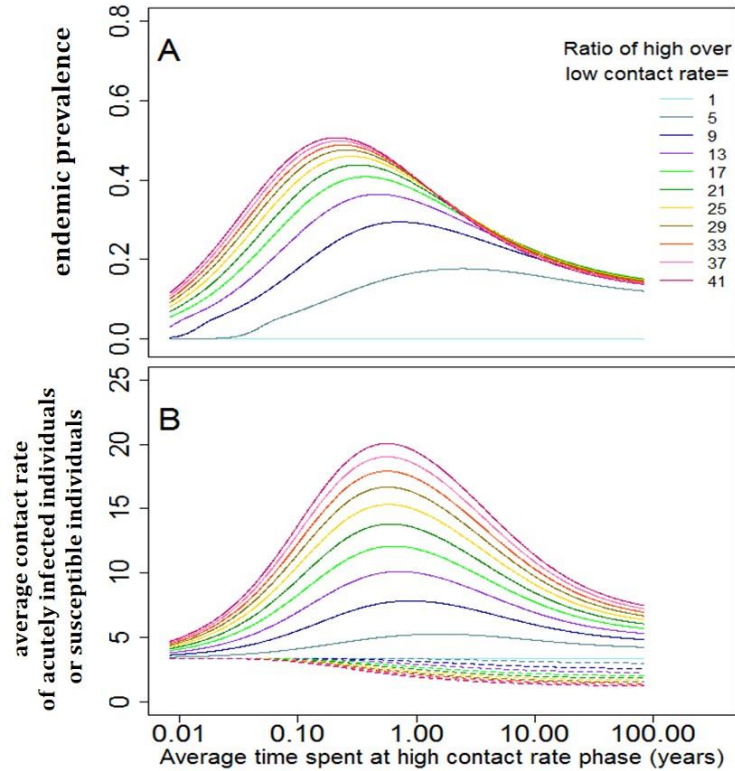 A
endemic prevalence
0.8
0.6
0.4
0.2
0.0
Ratio of high over
low contact rate=
1
5
9
13
17
21
25
29
33
37
41
B
average contact rate
of acutely infected individuals
or susceptible individuals
25
20
15
10
5
0
0.01 0.10 1.00 10.00 100.00
Average time spent at high contact rate phase (years)